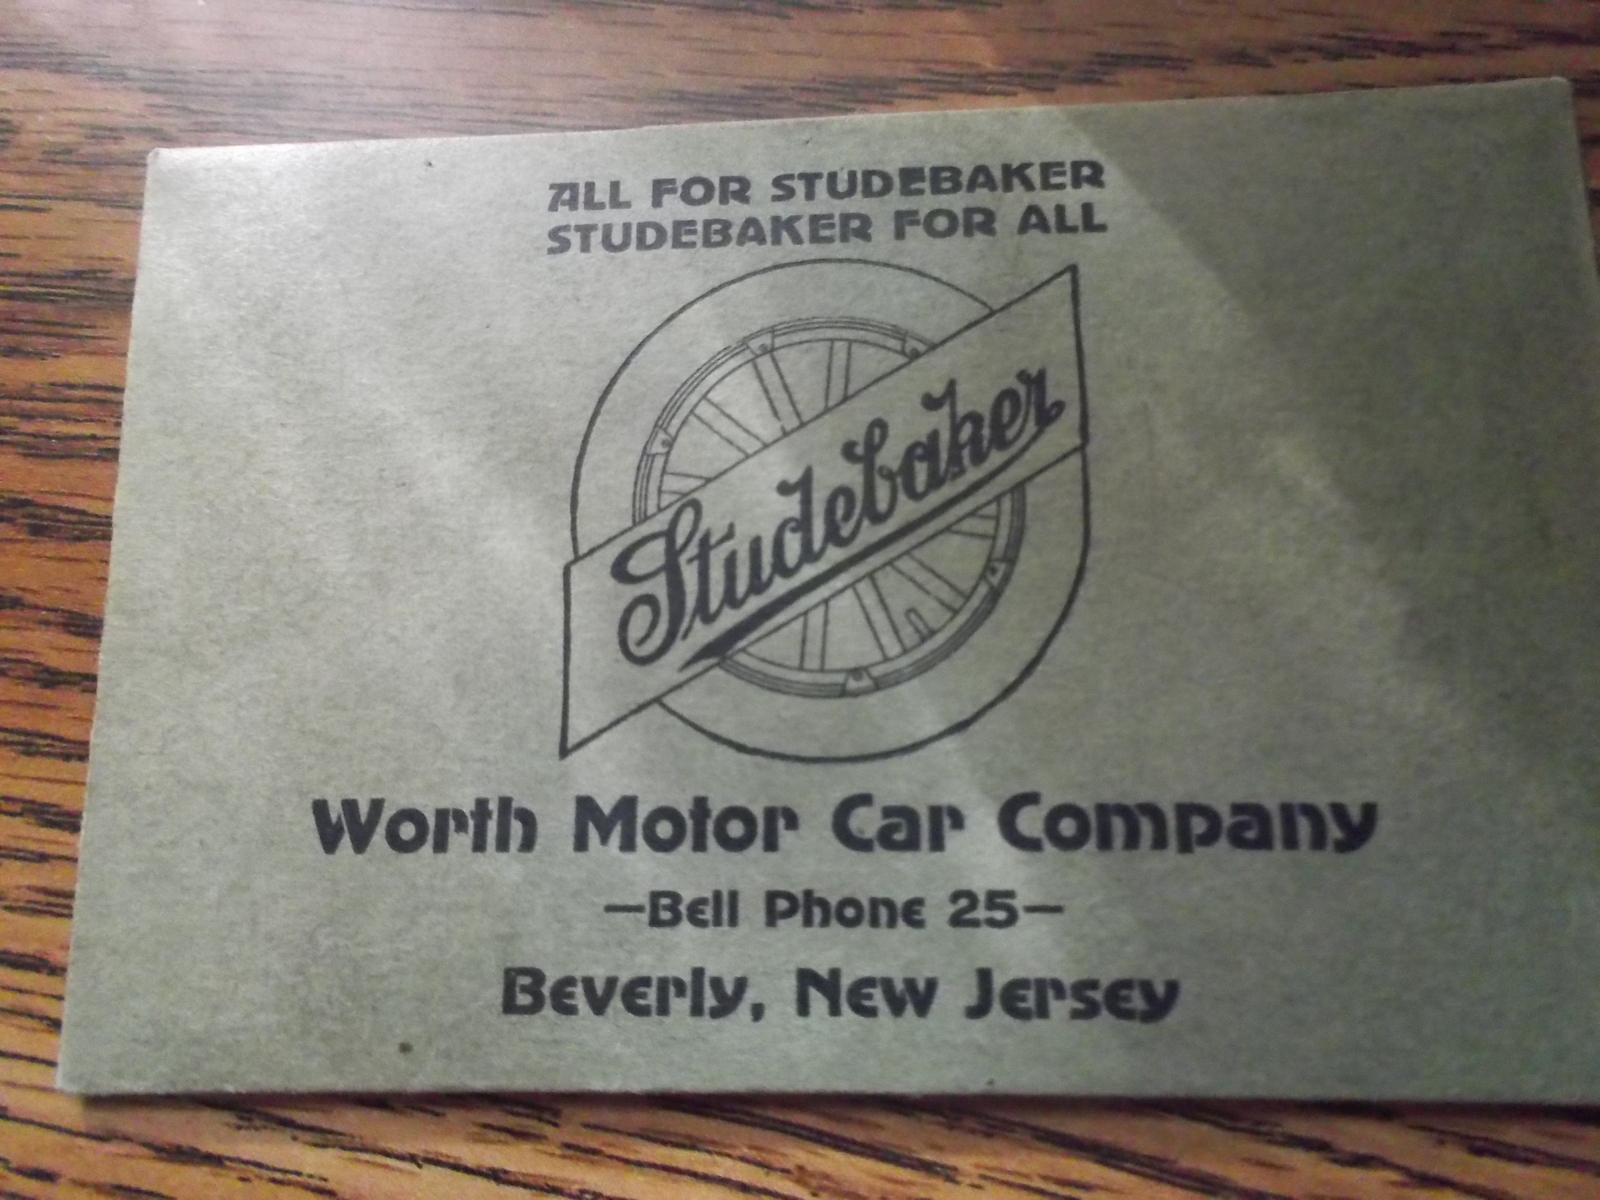 ALL FOR STUDEBAKER
STUDEBAKER FOR ALL
Studebaker
Worth Motor Car Company
—Bell Phone 25—
Beverly, New Jersey